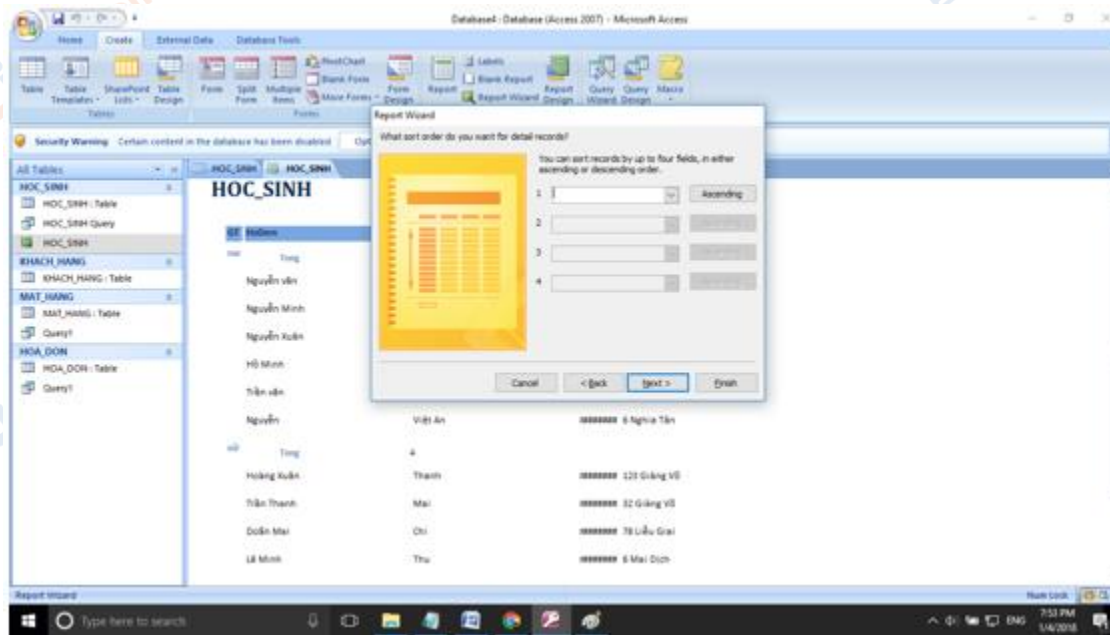 Database4 : Database (Access 2007) - Microsoft Access
Home Create External Data Database Tools
Table Table Templates SharePoint Lists Table Design
Tables
Form Split Form Multiple Items PivotChart Blank Form More Forms Form Design
Forms
Report Labels Blank Report Report Wizard Report Design
Query Wizard Query Design Macro
Security Warning Certain content in the database has been disabled
All Tables
HOC_SINH
HOC_SINH : Table
HOC_SINH Query
HOC_SINH
KHACH_HANG
KHACH_HANG : Table
MAT_HANG
MAT_HANG : Table
Query1
HOA_DON
HOA_DON : Table
Query1
HOC_SINH HOC_SINH
HOC_SINH
GT HoDem
Tong
Nguyễn văn
Nguyễn Minh
Nguyễn Xuân
Hồ Minh
Trần văn
Nguyễn Việt An ######## 6 Nghĩa Tân
Tong 4
Hoàng Xuân Thanh ######## 123 Giảng Võ
Trần Thanh Mai ######## 32 Giảng Võ
Doãn Mai Chi ######## 78 Liễu Giai
Lê Minh Thu ######## 6 Mai Dịch
Report Wizard
What sort order do you want for detail records?
You can sort records by up to four fields, in either
ascending or descending order.
1 Ascending
2
3
4
Cancel < Back Next > Finish
Report Wizard Num Lock
Type here to search
ENG 7:53 PM
1/4/2018